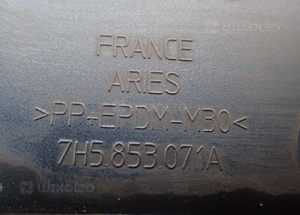 FRANCE
ARIES
>PP-EPDM-M30<
7H5.853.071A